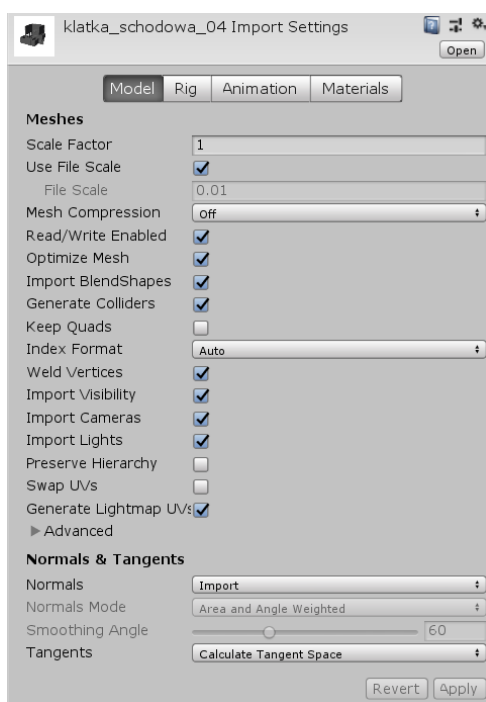 klatka_schodowa_04 Import Settings
Open
Model Rig Animation Materials
Meshes
Scale Factor 1
Use File Scale
File Scale 0.01
Mesh Compression Off
Read/Write Enabled
Optimize Mesh
Import BlendShapes
Generate Colliders
Keep Quads
Index Format Auto
Weld Vertices
Import Visibility
Import Cameras
Import Lights
Preserve Hierarchy
Swap UVs
Generate Lightmap UVs
Advanced
Normals & Tangents
Normals Import
Normals Mode Area and Angle Weighted
Smoothing Angle 60
Tangents Calculate Tangent Space
Revert Apply